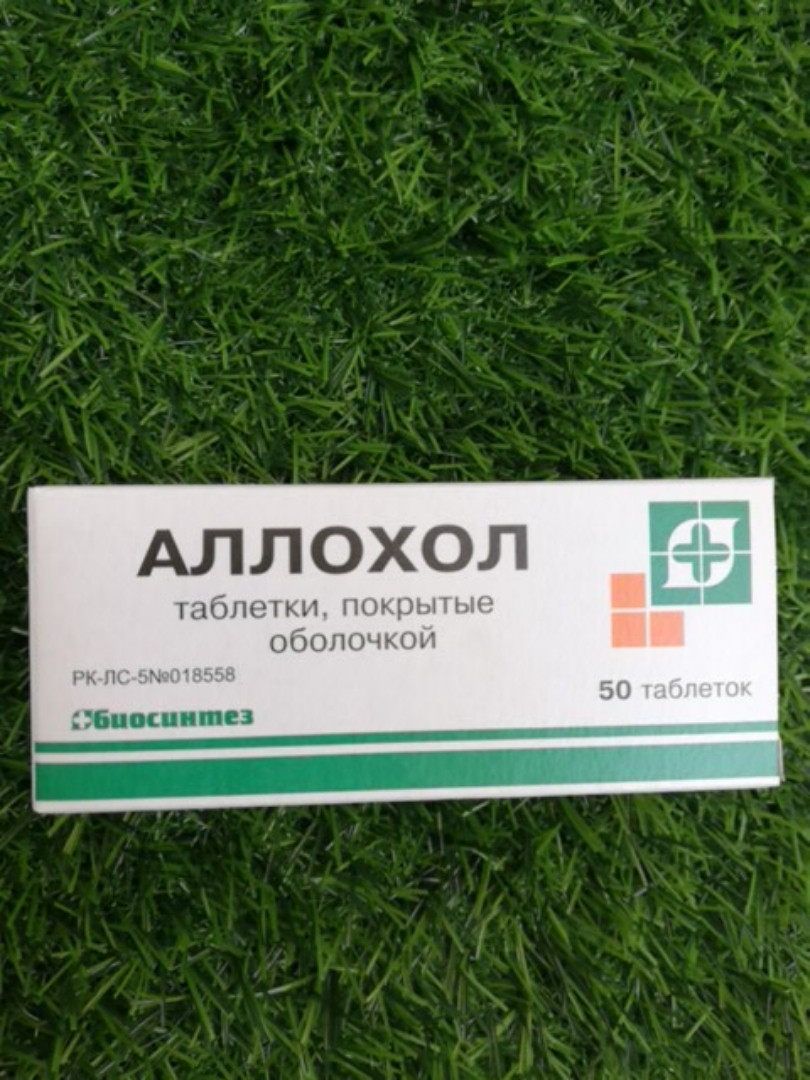 АЛЛОХОЛ
таблетки, покрытые
оболочкой
РК-ЛС-5№018558
50 таблеток
биосинтез